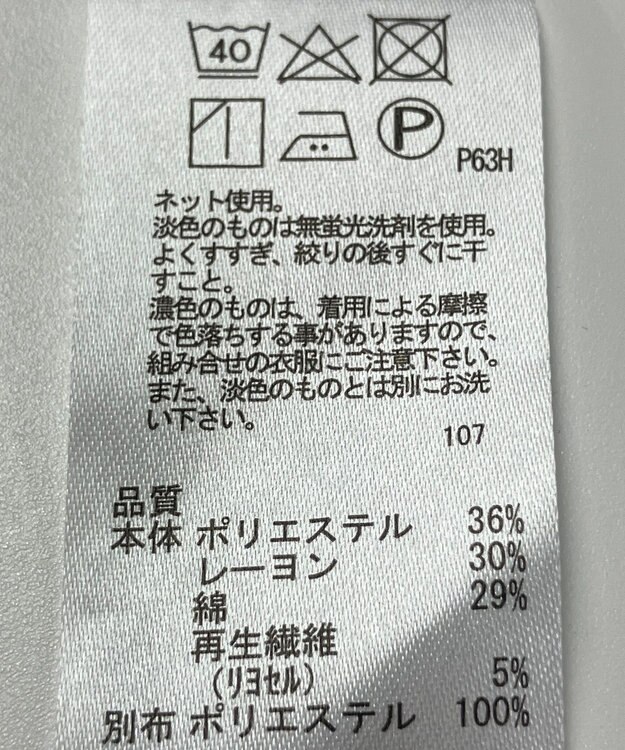 40
P
P63H
ネット使用。
淡色のものは無蛍光洗剤を使用。
よくすすぎ、絞りの後すぐに干
すこと。
濃色のものは、着用による摩擦
で色落ちする事がありますので、
組み合せの衣服にご注意下さい。
また、淡色のものとは別にお洗
い下さい。
107
品質
本体 ポリエステル 36%
レーヨン 30%
綿 29%
再生繊維
(リヨセル) 5%
別布 ポリエステル 100%